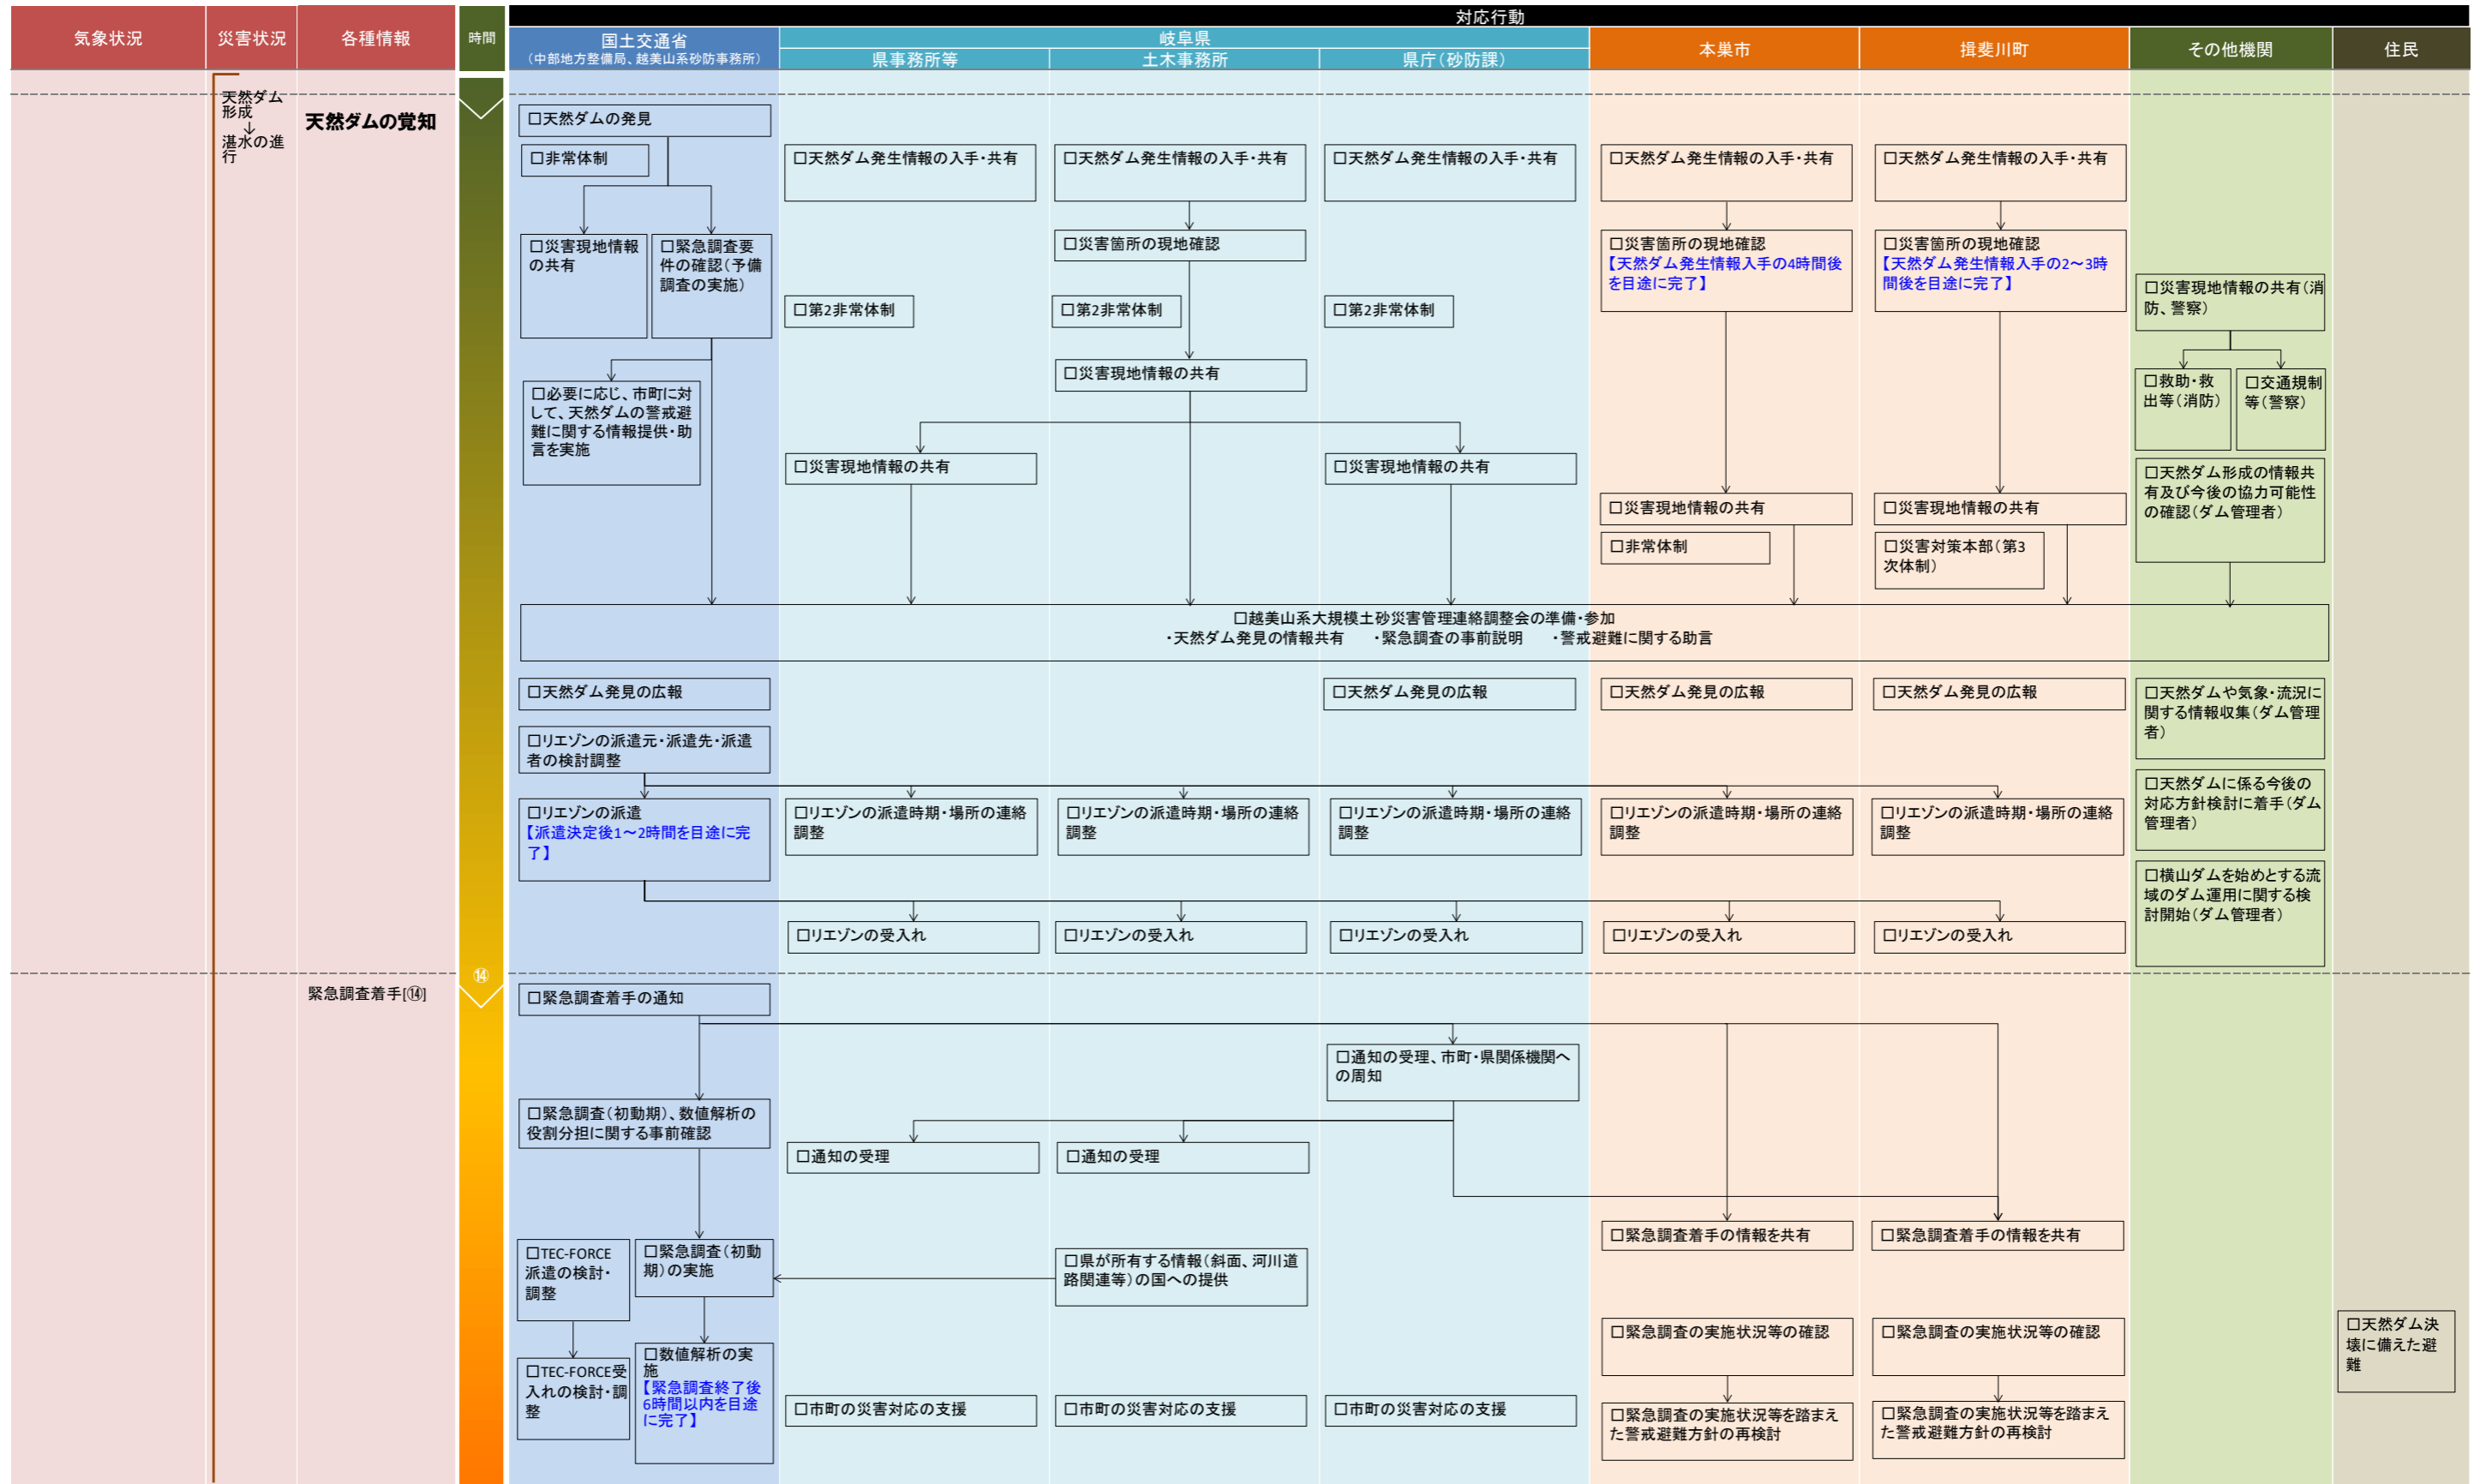 対応行動
気象状況
災害状況
各種情報
時間
国土交通省
（中部地方整備局、越美山系砂防事務所）
岐阜県
県事務所等
土木事務所
県庁（砂防課）
本巣市
揖斐川町
その他機関
住民
天然ダム
形成
↓
湛水の進
行
天然ダムの覚知
□天然ダムの発見
□非常体制
□天然ダム発生情報の入手・共有
□天然ダム発生情報の入手・共有
□天然ダム発生情報の入手・共有
□天然ダム発生情報の入手・共有
□天然ダム発生情報の入手・共有
□災害現地情報
の共有
□緊急調査要
件の確認（予備
調査の実施）
□災害箇所の現地確認
□災害箇所の現地確認
【天然ダム発生情報入手の4時間後
を目途に完了】
□災害箇所の現地確認
【天然ダム発生情報入手の2～3時
間後を目途に完了】
□災害現地情報の共有（消
防、警察）
□第2非常体制
□第2非常体制
□第2非常体制
□災害現地情報の共有
□救助・救
出等（消防）
□交通規制
等（警察）
□必要に応じ、市町に対
して、天然ダムの警戒避
難に関する情報提供・助
言を実施
□災害現地情報の共有
□災害現地情報の共有
□天然ダム形成の情報共
有及び今後の協力可能性
の確認（ダム管理者）
□災害現地情報の共有
□災害現地情報の共有
□非常体制
□災害対策本部（第3
次体制）
□越美山系大規模土砂災害管理連絡調整会の準備・参加
・天然ダム発見の情報共有　　・緊急調査の事前説明　　・警戒避難に関する助言
□天然ダム発見の広報
□天然ダム発見の広報
□天然ダム発見の広報
□天然ダム発見の広報
□天然ダムや気象・流況に
関する情報収集（ダム管理
者）
□リエゾンの派遣元・派遣先・派遣
者の検討調整
□リエゾンの派遣
【派遣決定後1～2時間を目途に完
了】
□リエゾンの派遣時期・場所の連絡
調整
□リエゾンの派遣時期・場所の連絡
調整
□リエゾンの派遣時期・場所の連絡
調整
□リエゾンの派遣時期・場所の連絡
調整
□リエゾンの派遣時期・場所の連絡
調整
□天然ダムに係る今後の
対応方針検討に着手（ダム
管理者）
□横山ダムを始めとする流
域のダム運用に関する検
討開始（ダム管理者）
□リエゾンの受入れ
□リエゾンの受入れ
□リエゾンの受入れ
□リエゾンの受入れ
□リエゾンの受入れ
⑭
緊急調査着手[⑭]
□緊急調査着手の通知
□通知の受理、市町・県関係機関へ
の周知
□緊急調査（初動期）、数値解析の
役割分担に関する事前確認
□通知の受理
□通知の受理
□緊急調査着手の情報を共有
□緊急調査着手の情報を共有
□TEC-FORCE
派遣の検討・
調整
□緊急調査（初動
期）の実施
□県が所有する情報（斜面、河川道
路関連等）の国への提供
□緊急調査の実施状況等の確認
□緊急調査の実施状況等の確認
□天然ダム決
壊に備えた避
難
□TEC-FORCE受
入れの検討・調
整
□数値解析の実
施
【緊急調査終了後
6時間以内を目途
に完了】
□市町の災害対応の支援
□市町の災害対応の支援
□市町の災害対応の支援
□緊急調査の実施状況等を踏まえ
た警戒避難方針の再検討
□緊急調査の実施状況等を踏まえ
た警戒避難方針の再検討